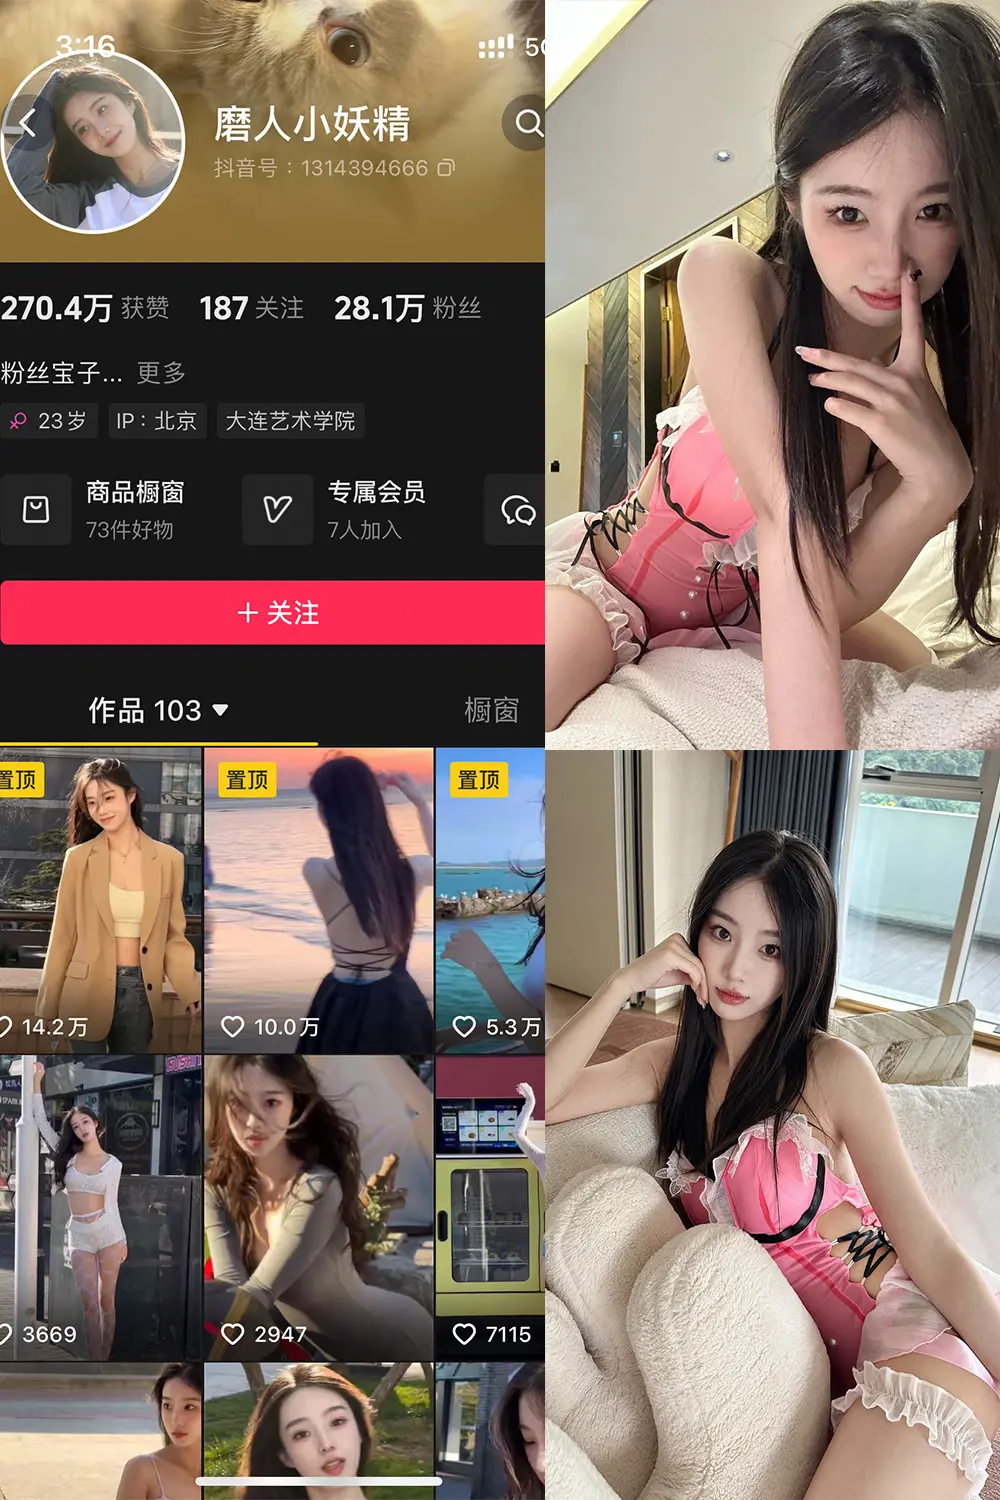 3:16
5G
磨人小妖精
抖音号：1314394666
270.4万 获赞 187 关注 28.1万 粉丝
粉丝宝子... 更多
23岁 IP：北京 大连艺术学院
商品橱窗 专属会员
73件好物 7人加入
+ 关注
作品 103 橱窗
置顶 置顶 置顶
14.2万 10.0万 5.3万
3669 2947 7115